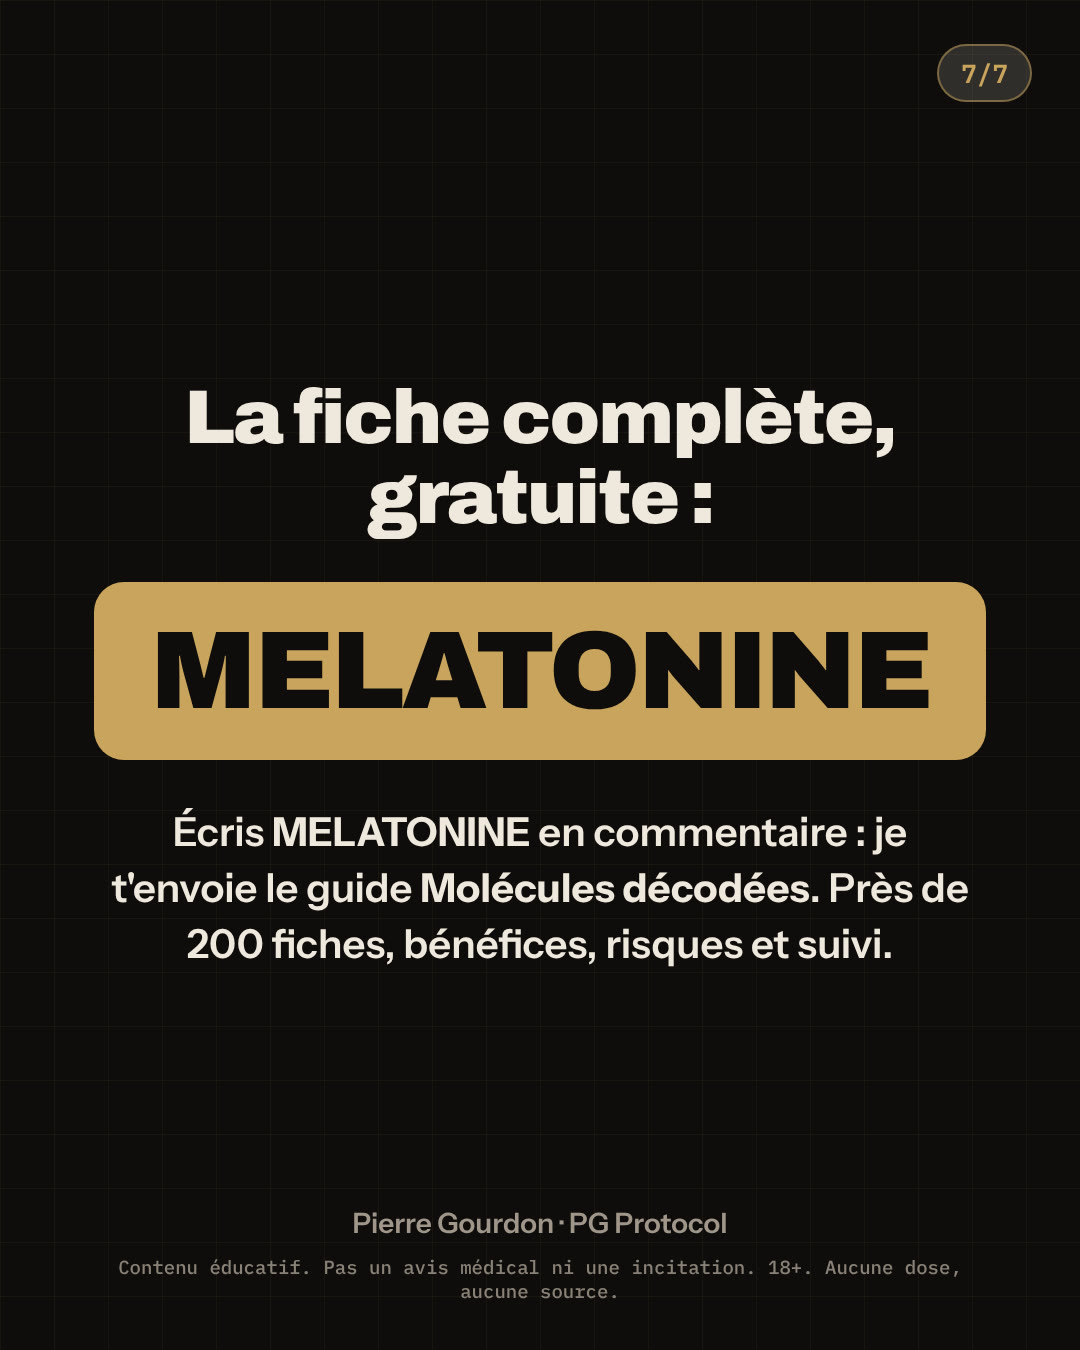 7/7
La fiche complète,
gratuite :
MELATONINE
Écris MELATONINE en commentaire : je
t'envoie le guide Molécules décodées. Près de
200 fiches, bénéfices, risques et suivi.
Pierre Gourdon · PG Protocol
Contenu éducatif. Pas un avis médical ni une incitation. 18+. Aucune dose,
aucune source.